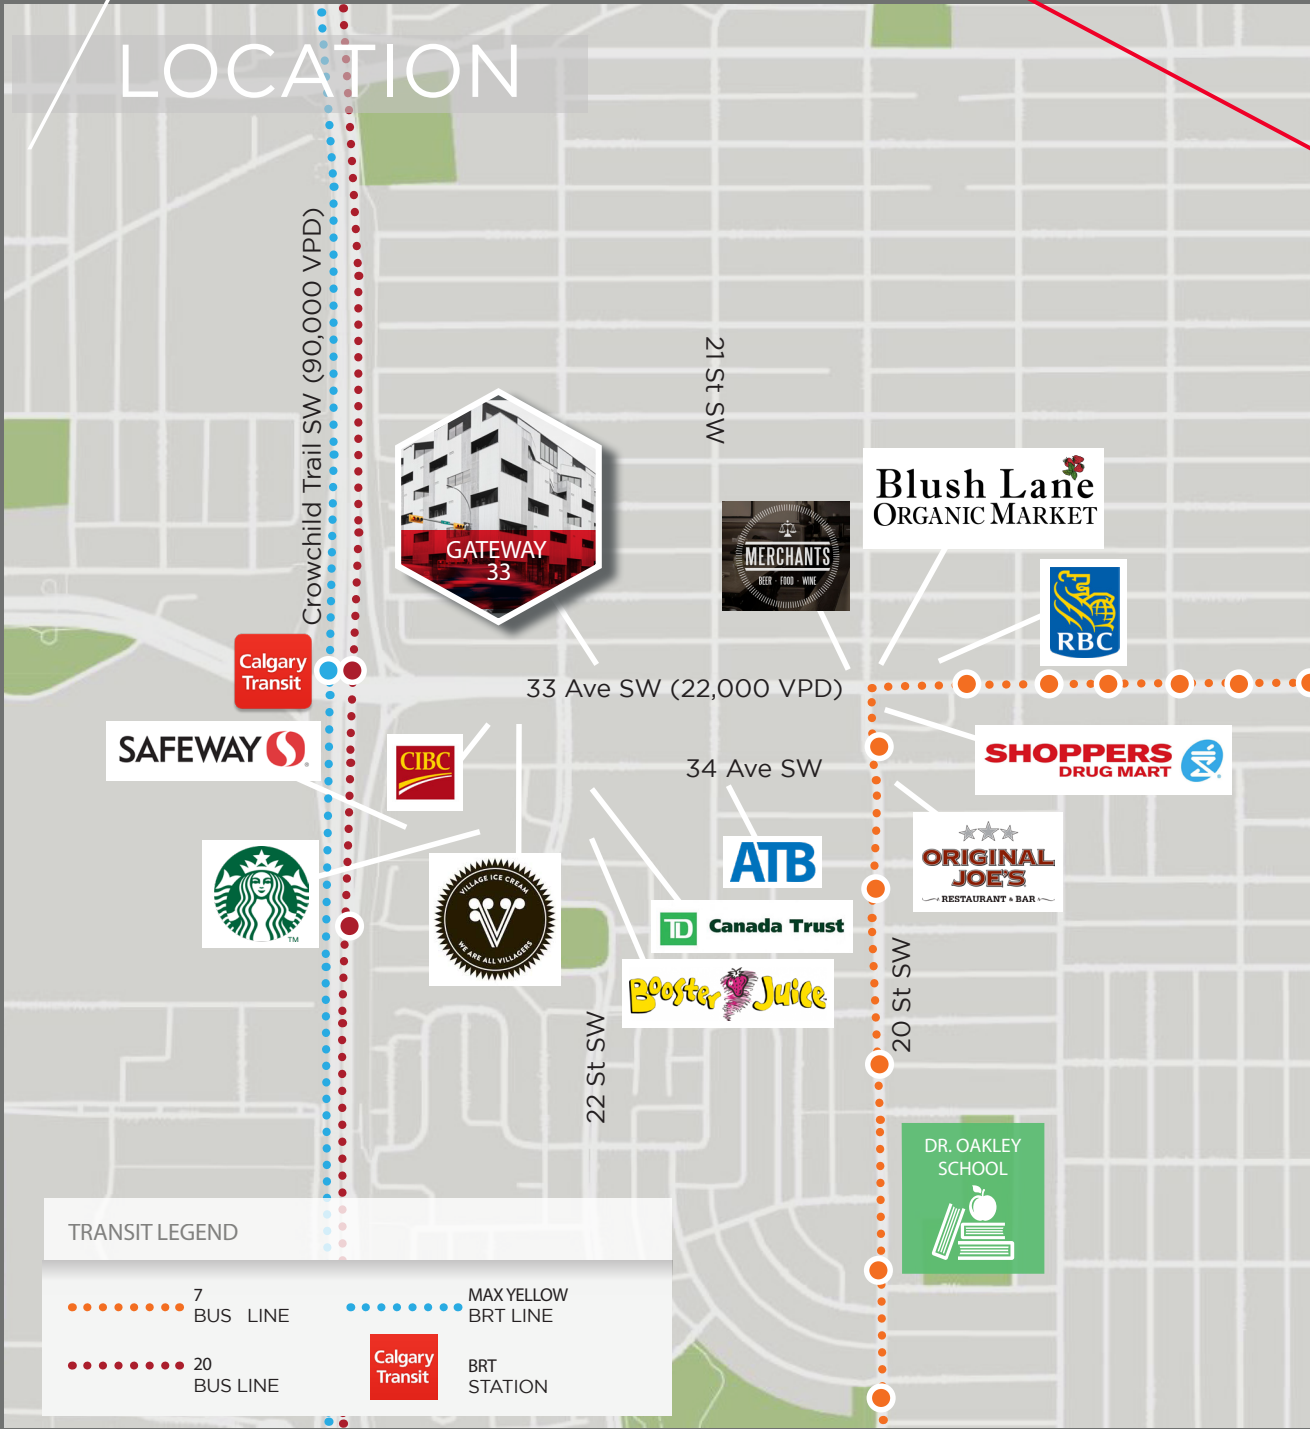 LOCATION
Crowchild Trail SW (90,000 VPD)
21 St SW
GATEWAY
33
MERCHANTS
BEER · FOOD · WINE
Blush Lane
ORGANIC MARKET
RBC
Calgary
Transit
33 Ave SW (22,000 VPD)
SAFEWAY
CIBC
34 Ave SW
SHOPPERS
DRUG MART
ATB
ORIGINAL
JOE'S
RESTAURANT & BAR
TM
VILLAGE ICE CREAM
V
WE ARE ALL VILLAGERS
TD Canada Trust
Booster Juice
20 St SW
22 St SW
DR. OAKLEY
SCHOOL
TRANSIT LEGEND
7
BUS LINE
MAX YELLOW
BRT LINE
20
BUS LINE
Calgary
Transit
BRT
STATION